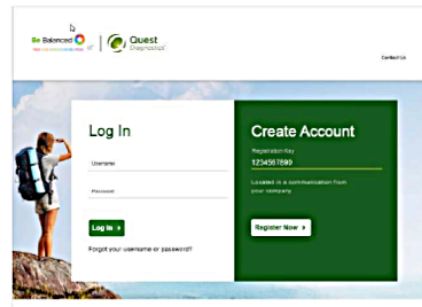 Be Balanced
Quest
Diagnostics
Contact Us
Log In
Username
Password
Log In
Forgot your username or password?
Create Account
Registration Key
1234567890
Located in a communication from
your company
Register Now